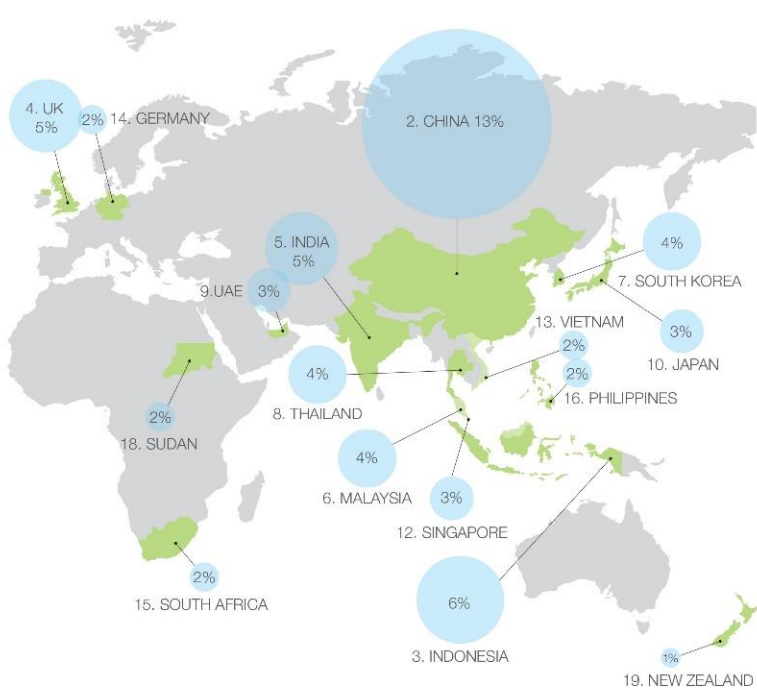 4. UK
5%
2%
14. GERMANY
2. CHINA 13%
5. INDIA
5%
9.UAE
3%
4%
7. SOUTH KOREA
13. VIETNAM
2%
3%
10. JAPAN
4%
8. THAILAND
2%
16. PHILIPPINES
2%
18. SUDAN
4%
6. MALAYSIA
3%
12. SINGAPORE
2%
15. SOUTH AFRICA
6%
3. INDONESIA
1%
19. NEW ZEALAND